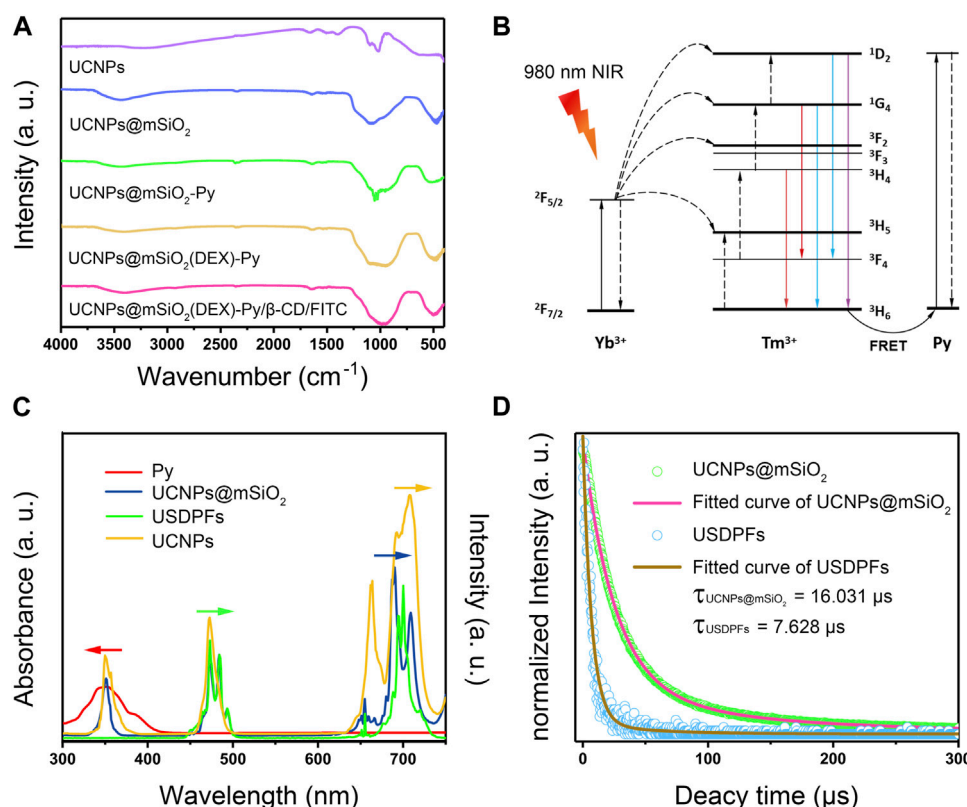 A
Intensity (a. u.)
UCNPs
UCNPs@mSiO₂
UCNPs@mSiO₂-Py
UCNPs@mSiO₂(DEX)-Py
UCNPs@mSiO₂(DEX)-Py/β-CD/FITC
4000 3500 3000 2500 2000 1500 1000 500
Wavenumber (cm⁻¹)
B
980 nm NIR
²F₅/₂
²F₇/₂
Yb³⁺
¹D₂
¹G₄
³F₂
³F₃
³H₄
³H₅
³F₄
³H₆
Tm³⁺
FRET
Py
C
Absorbance (a. u.)
Py
UCNPs@mSiO₂
USDPFs
UCNPs
Intensity (a. u.)
300 400 500 600 700
Wavelength (nm)
D
normalized Intensity (a. u.)
UCNPs@mSiO₂
Fitted curve of UCNPs@mSiO₂
USDPFs
Fitted curve of USDPFs
τUCNPs@mSiO₂ = 16.031 μs
τUSDPFs = 7.628 μs
0 50 100 150 200 250 300
Deacy time (μs)